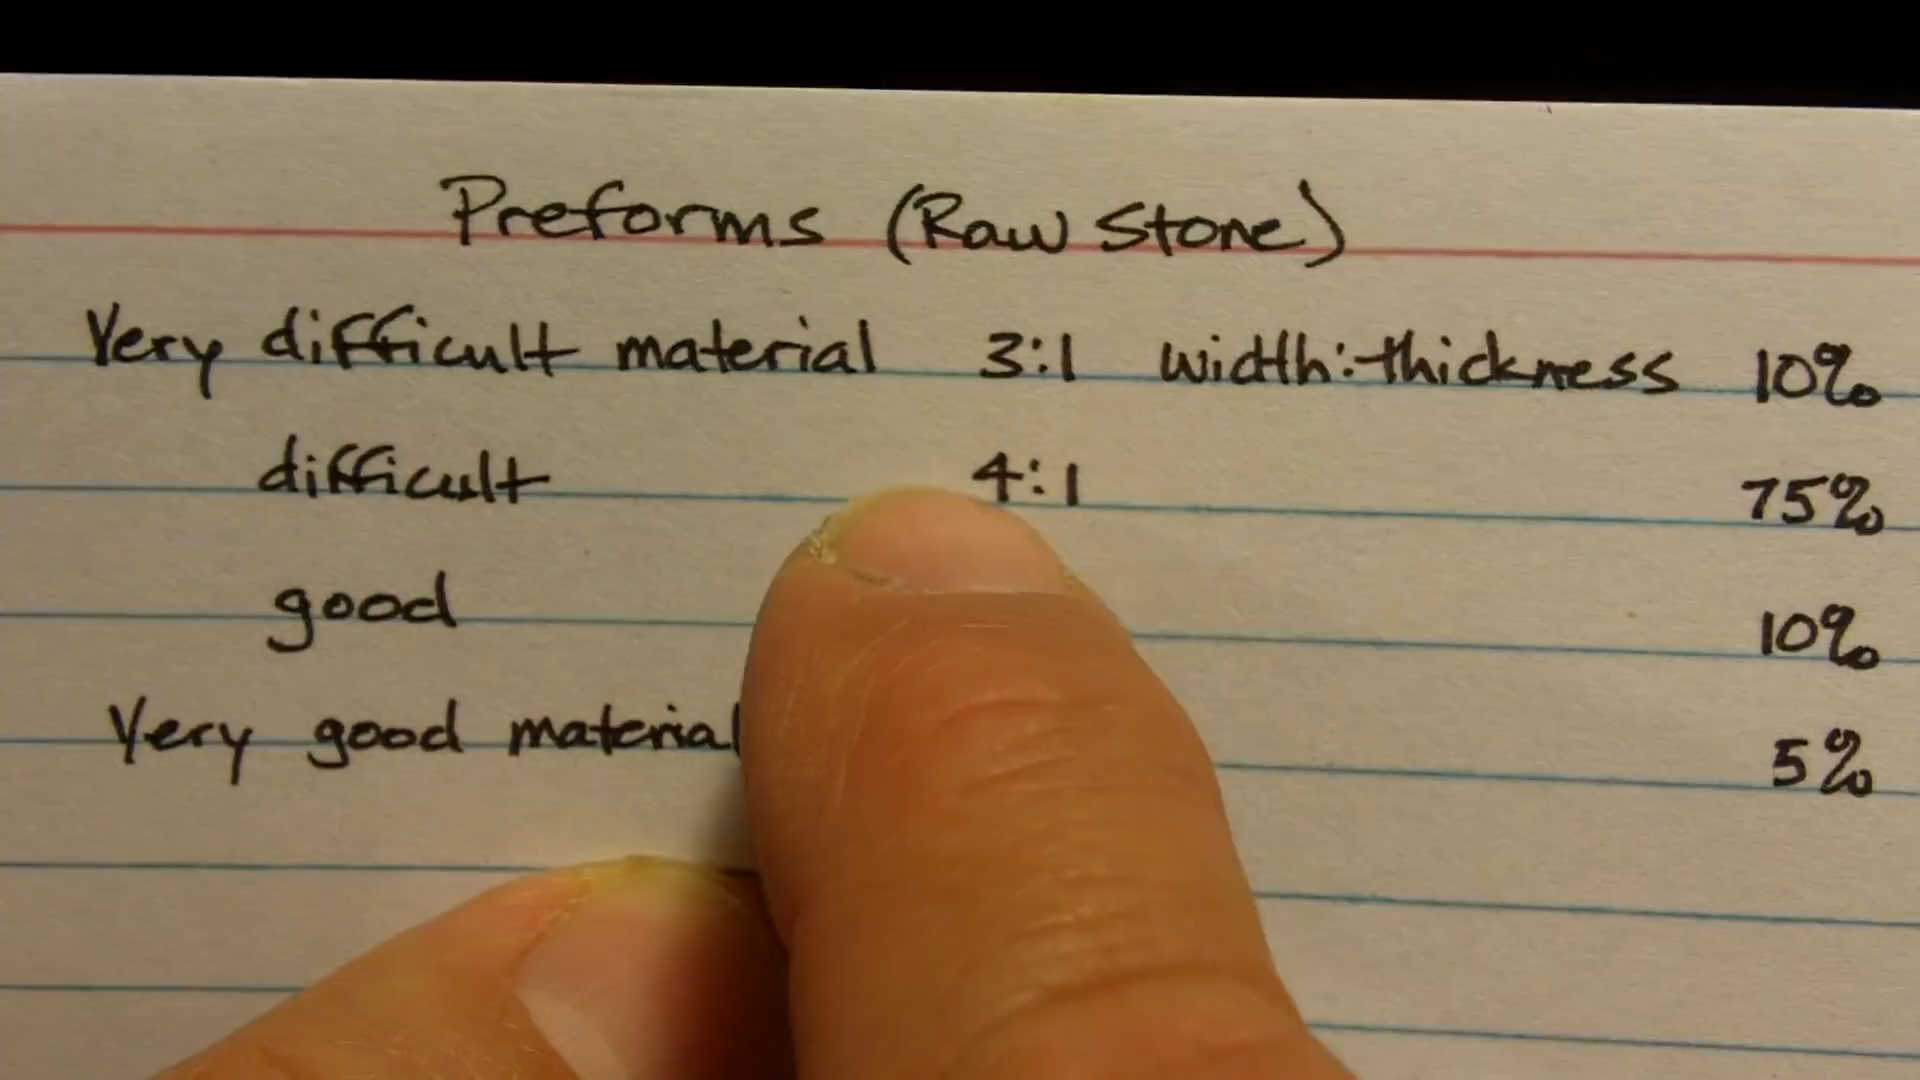 Preforms (Raw Stone)
Very difficult material 3:1 width:thickness 10%
difficult 4:1 75%
good 10%
Very good material 5%